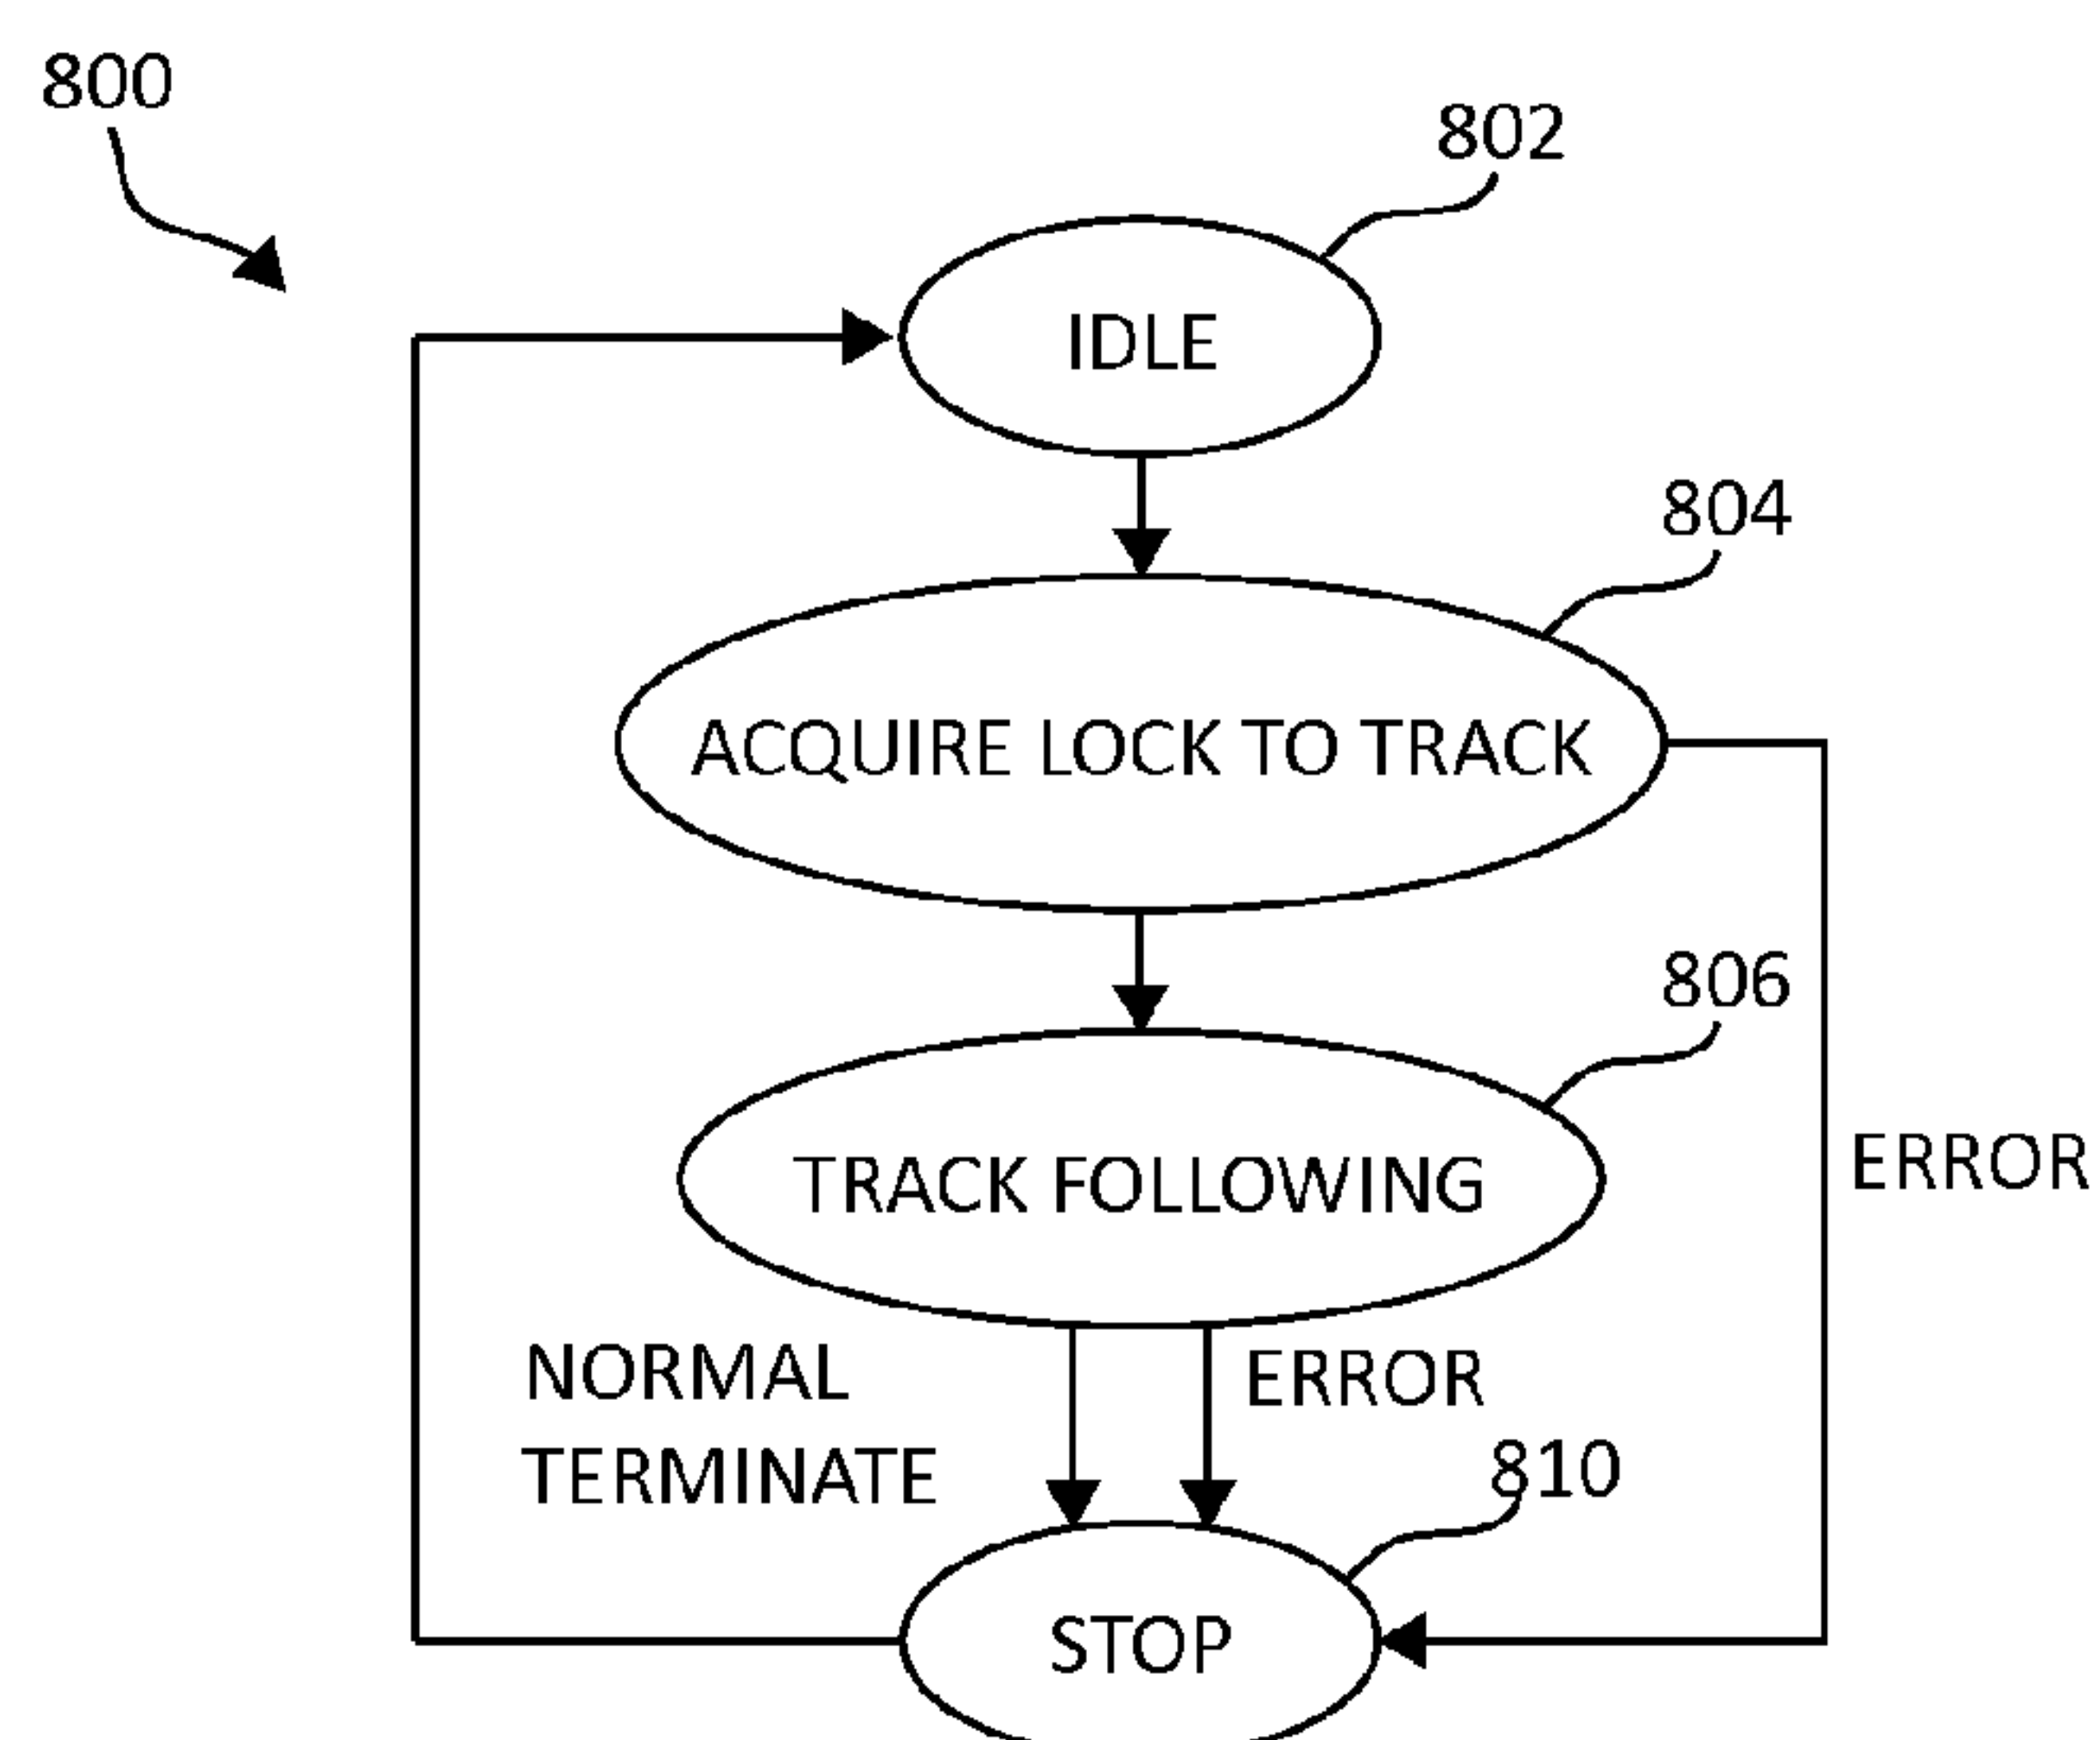 800
802
IDLE
804
ACQUIRE LOCK TO TRACK
806
ERROR
TRACK FOLLOWING
NORMAL
TERMINATE
ERROR
810
STOP